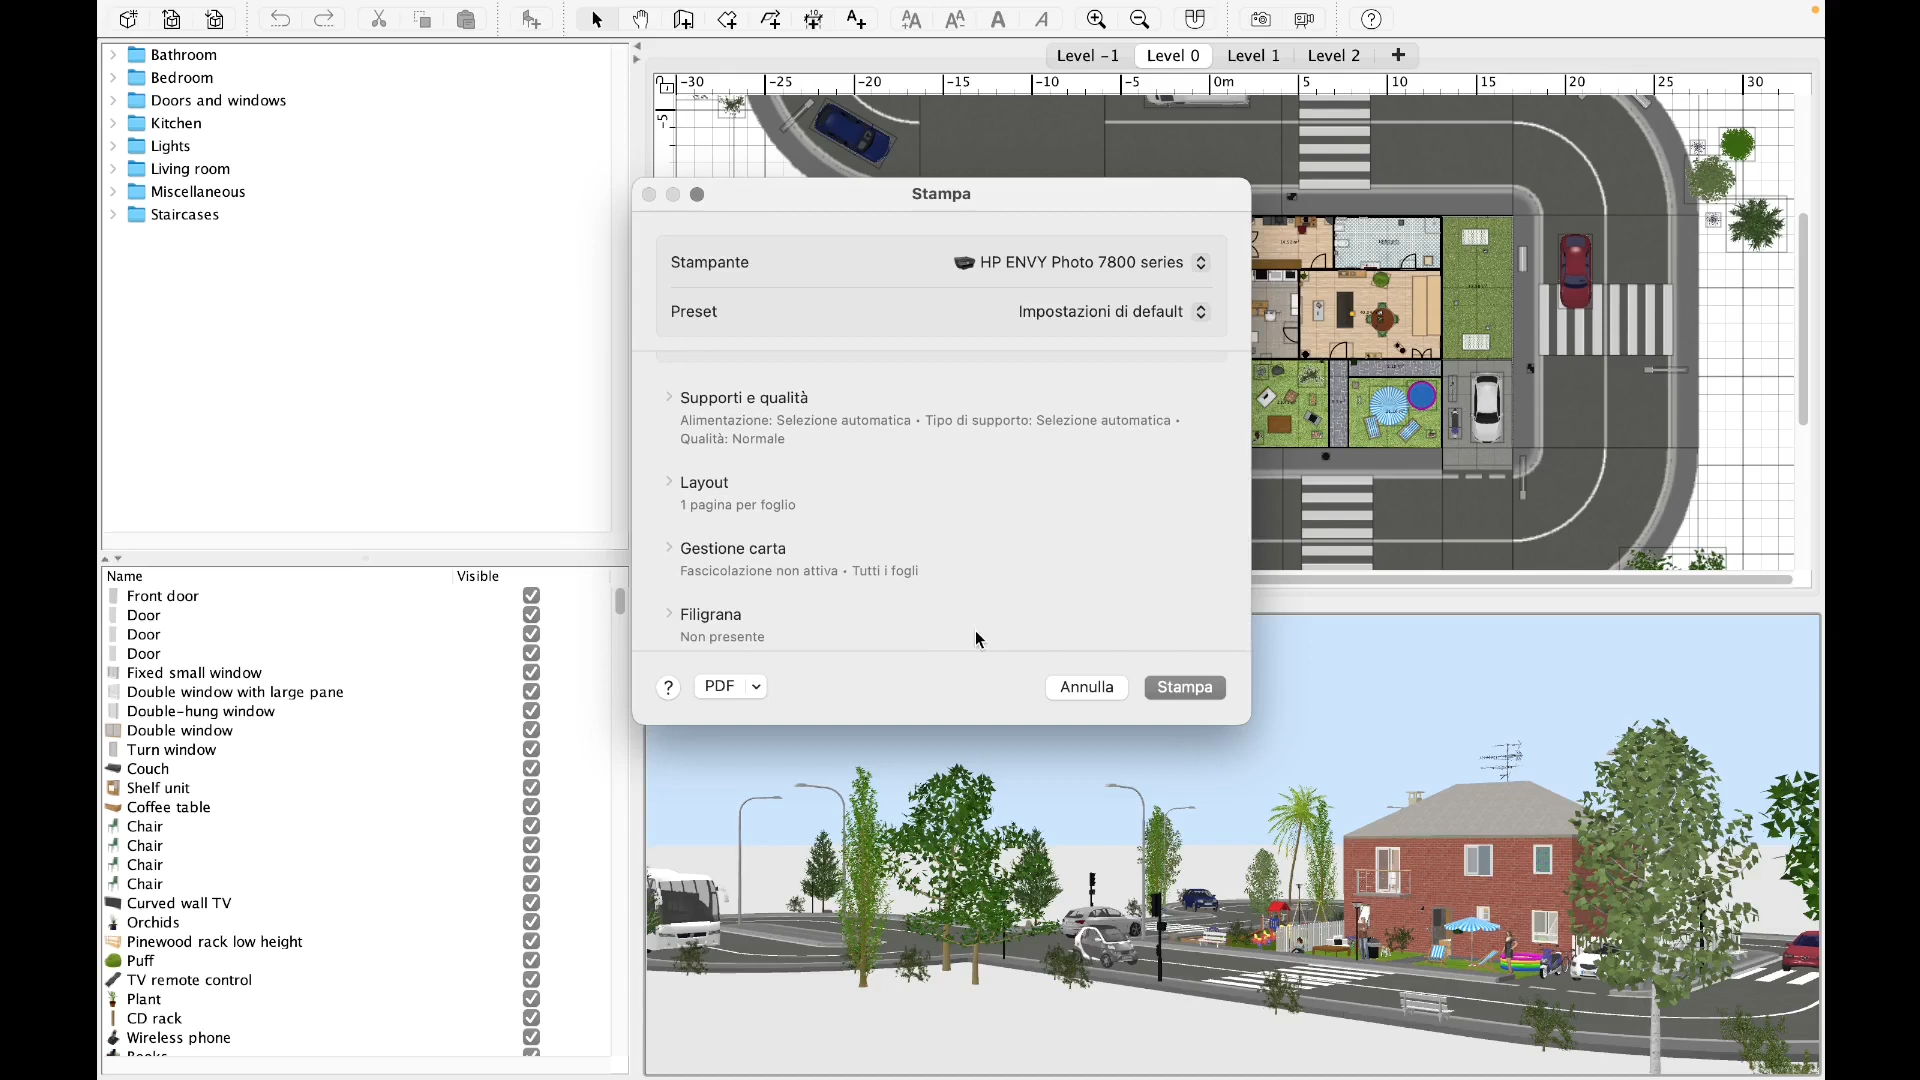 Level -1
Level 0
Level 1
Level 2
Bathroom
Bedroom
Doors and windows
Kitchen
Lights
Living room
Miscellaneous
Staircases
-30
-25
-20
-15
-10
-5
0m
5
10
15
20
25
30
-5
Stampa
Stampante
HP ENVY Photo 7800 series
Preset
Impostazioni di default
Supporti e qualità
Alimentazione: Selezione automatica • Tipo di supporto: Selezione automatica •
Qualità: Normale
Layout
1 pagina per foglio
Gestione carta
Fascicolazione non attiva • Tutti i fogli
Filigrana
Non presente
?
PDF
Annulla
Stampa
Name
Visible
Front door
Door
Door
Door
Fixed small window
Double window with large pane
Double-hung window
Double window
Turn window
Couch
Shelf unit
Coffee table
Chair
Chair
Chair
Chair
Curved wall TV
Orchids
Pinewood rack low height
Puff
TV remote control
Plant
CD rack
Wireless phone
Books